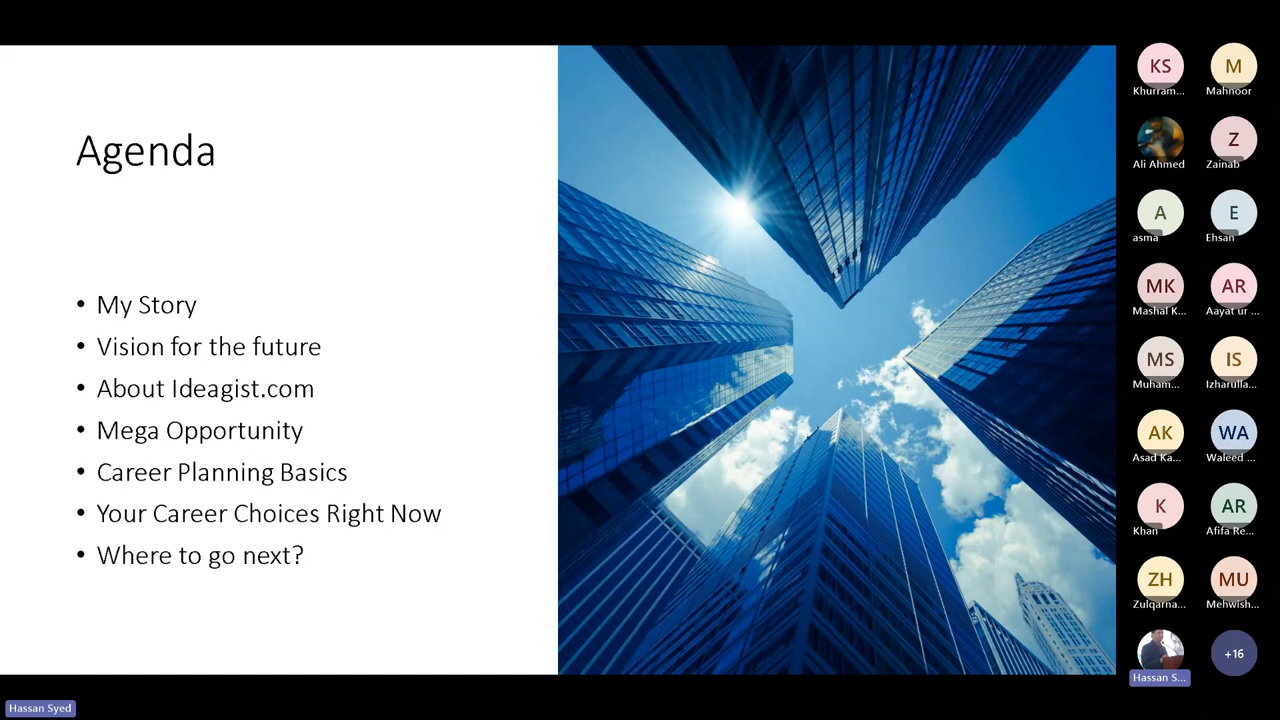 Agenda
• My Story
• Vision for the future
• About Ideagist.com
• Mega Opportunity
• Career Planning Basics
• Your Career Choices Right Now
• Where to go next?
KS M
Khurram... Mahnoor
Z
Ali Ahmed Zainab
A E
asma Ehsan
MK AR
Mashal K... Aayat ur ...
MS IS
Muham... Izharulla...
AK WA
Asad Ka... Waleed ...
K AR
Khan Afifa Re...
ZH MU
Zulqarna... Mehwish...
+16
Hassan S...
Hassan Syed